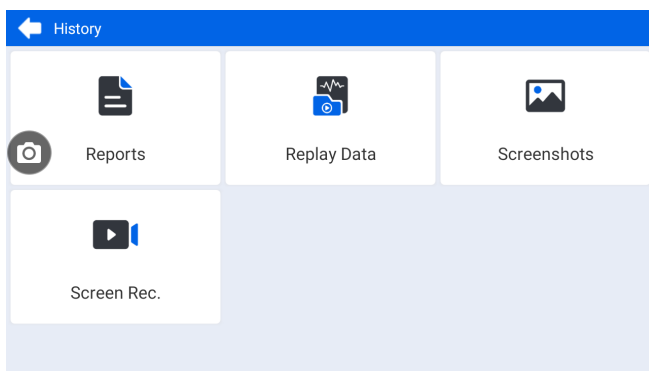 History
Reports
Replay Data
Screenshots
Screen Rec.